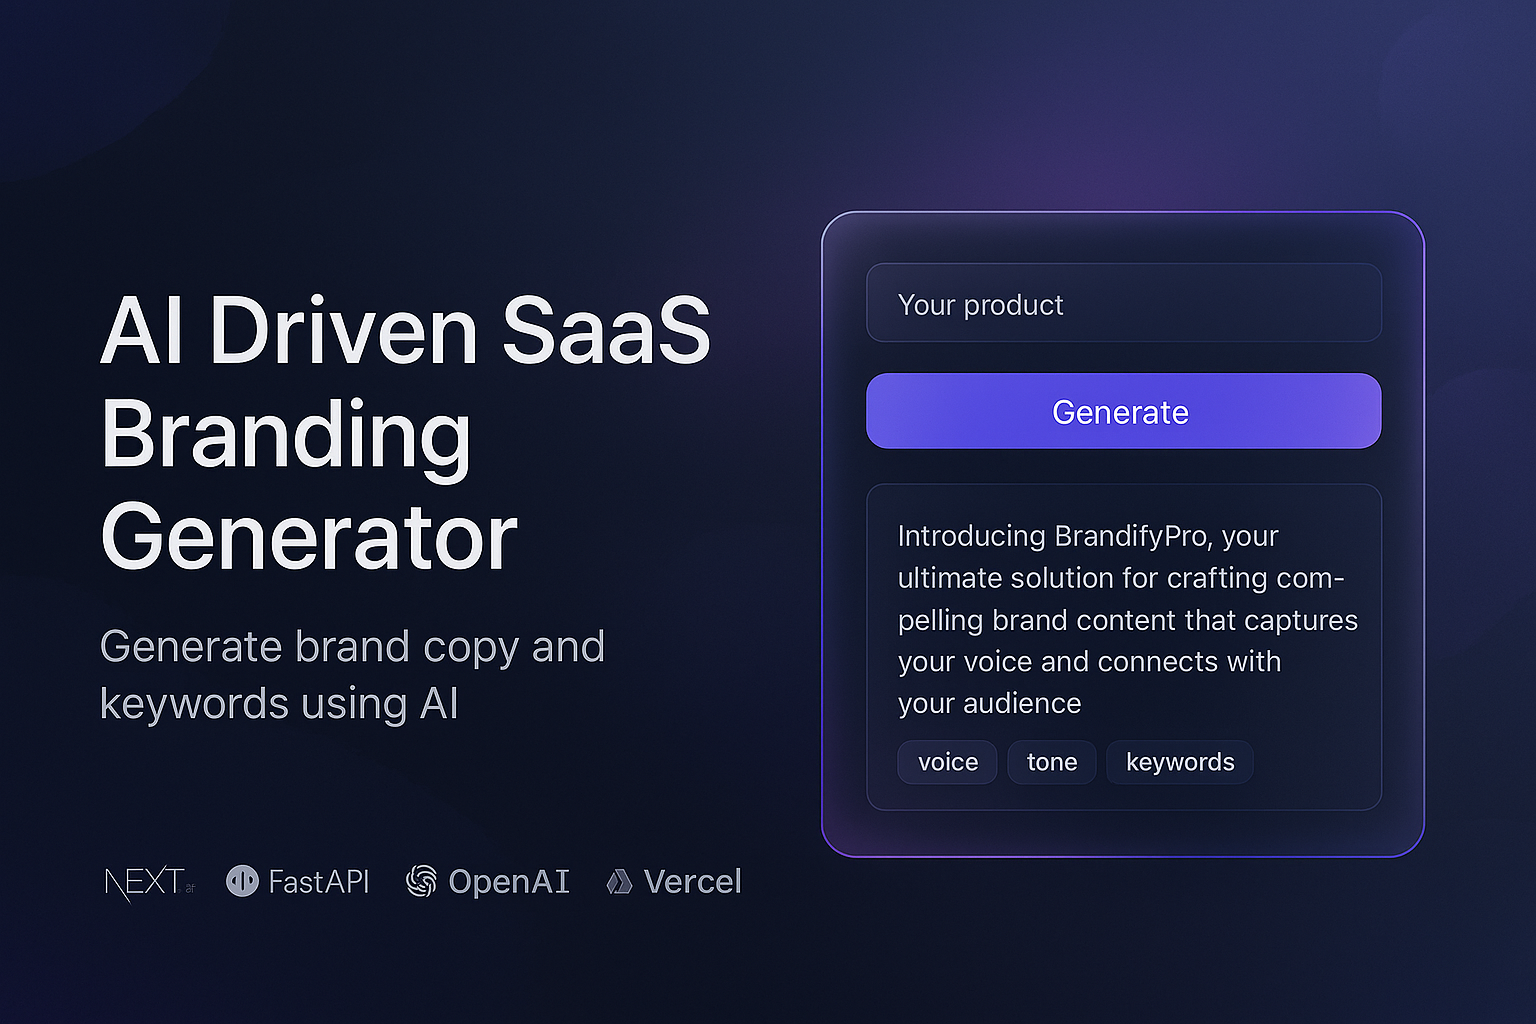 AI Driven SaaS
Branding
Generator
Generate brand copy and
keywords using AI
NEXT
FastAPI
OpenAI
Vercel
Your product
Generate
Introducing BrandifyPro, your
ultimate solution for crafting com-
pelling brand content that captures
your voice and connects with
your audience
voice
tone
keywords